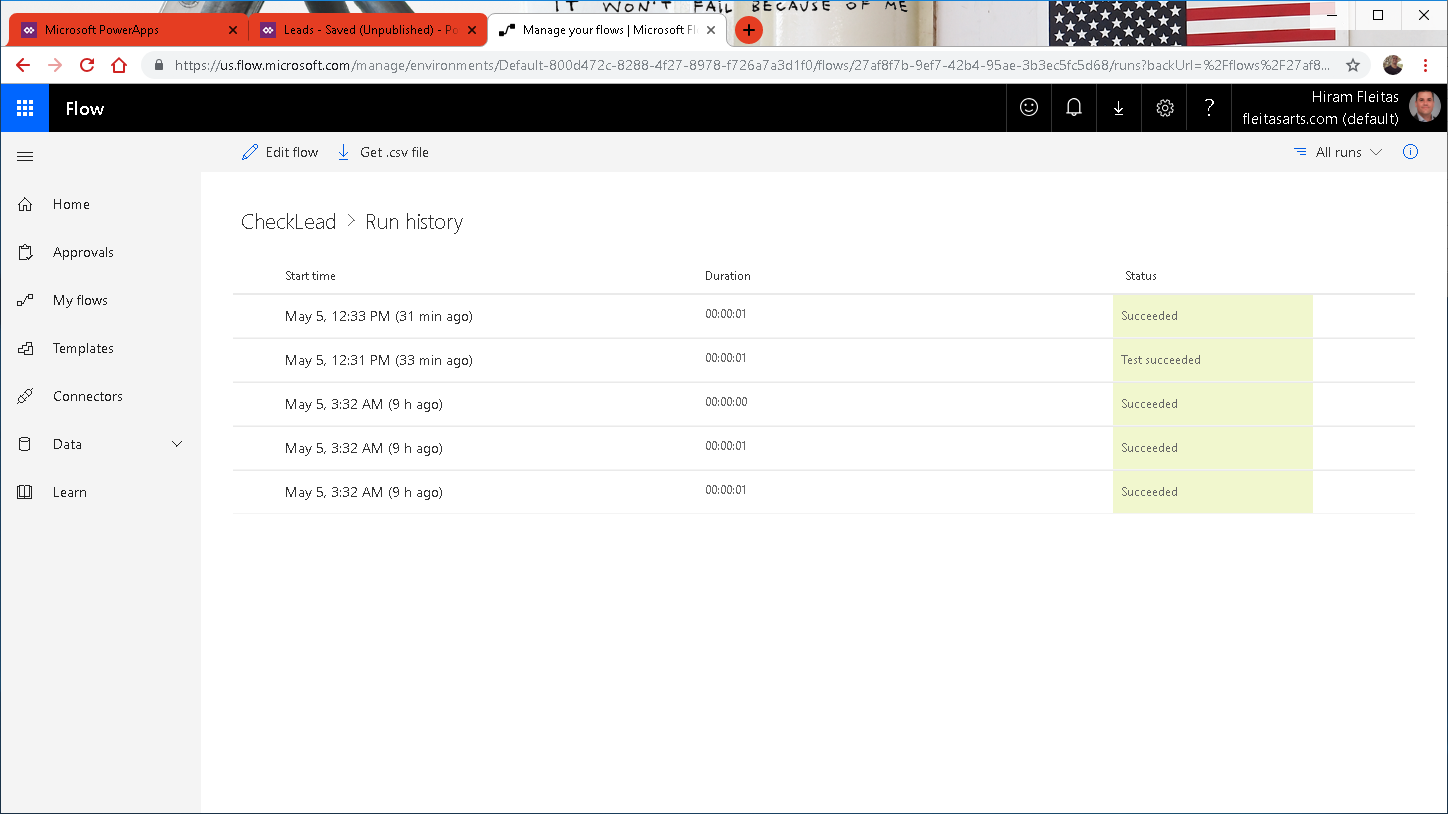 IT WON'T FAIL BECAUSE OF ME
Microsoft PowerApps
Leads - Saved (Unpublished) - Po
Manage your flows | Microsoft Fl
https://us.flow.microsoft.com/manage/environments/Default-800d472c-8288-4f27-8978-f726a7a3d1f0/flows/27af8f7b-9ef7-42b4-95ae-3b3ec5fc5d68/runs?backUrl=%2Fflows%2F27af8...
Flow
?
Hiram Fleitas
fleitasarts.com (default)
Edit flow
Get .csv file
All runs
Home
Approvals
My flows
Templates
Connectors
Data
Learn
CheckLead > Run history
Start time Duration Status
May 5, 12:33 PM (31 min ago) 00:00:01 Succeeded
May 5, 12:31 PM (33 min ago) 00:00:01 Test succeeded
May 5, 3:32 AM (9 h ago) 00:00:00 Succeeded
May 5, 3:32 AM (9 h ago) 00:00:01 Succeeded
May 5, 3:32 AM (9 h ago) 00:00:01 Succeeded